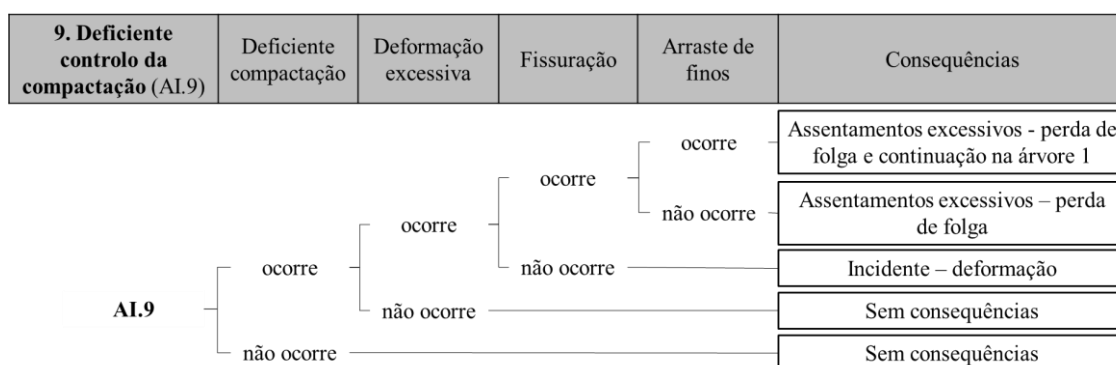 9. Deficiente
controlo da
compactação (AI.9)
Deficiente
compactação
Deformação
excessiva
Fissuração
Arraste de
finos
Consequências
ocorre
Assentamentos excessivos - perda de
folga e continuação na árvore 1
ocorre
não ocorre
Assentamentos excessivos – perda
de folga
ocorre
não ocorre
Incidente – deformação
ocorre
AI.9
não ocorre
Sem consequências
não ocorre
Sem consequências